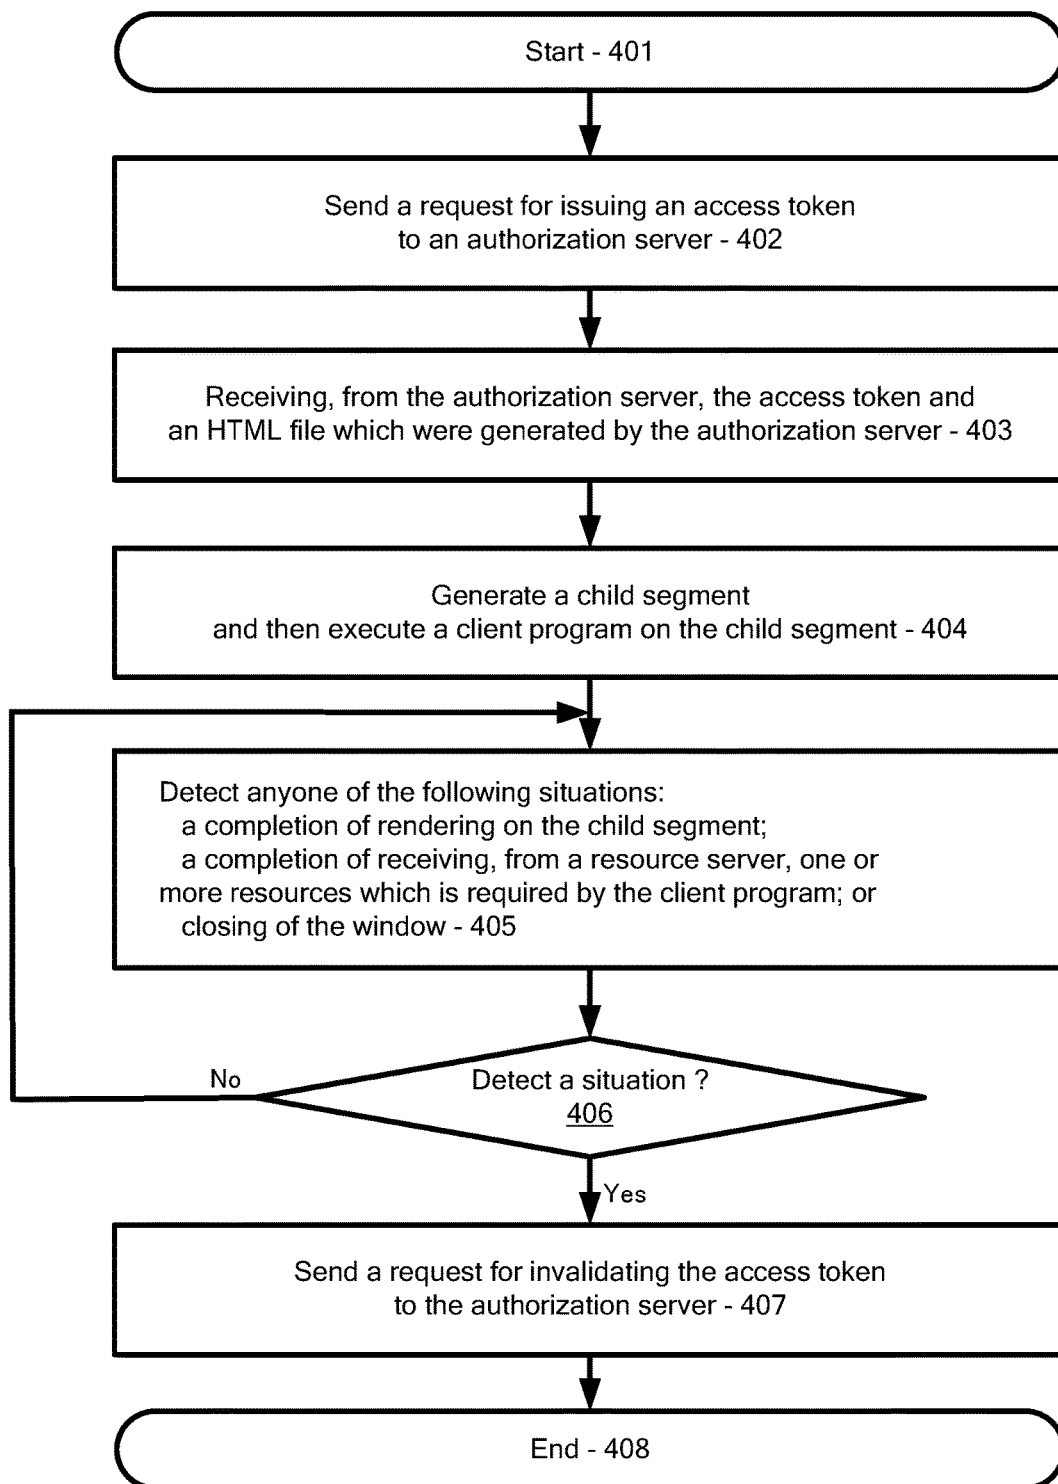 Start - 401
Send a request for issuing an access token
to an authorization server - 402
Receiving, from the authorization server, the access token and
an HTML file which were generated by the authorization server - 403
Generate a child segment
and then execute a client program on the child segment - 404
Detect anyone of the following situations:
a completion of rendering on the child segment;
a completion of receiving, from a resource server, one or
more resources which is required by the client program; or
closing of the window - 405
No
Detect a situation ?
406
Yes
Send a request for invalidating the access token
to the authorization server - 407
End - 408